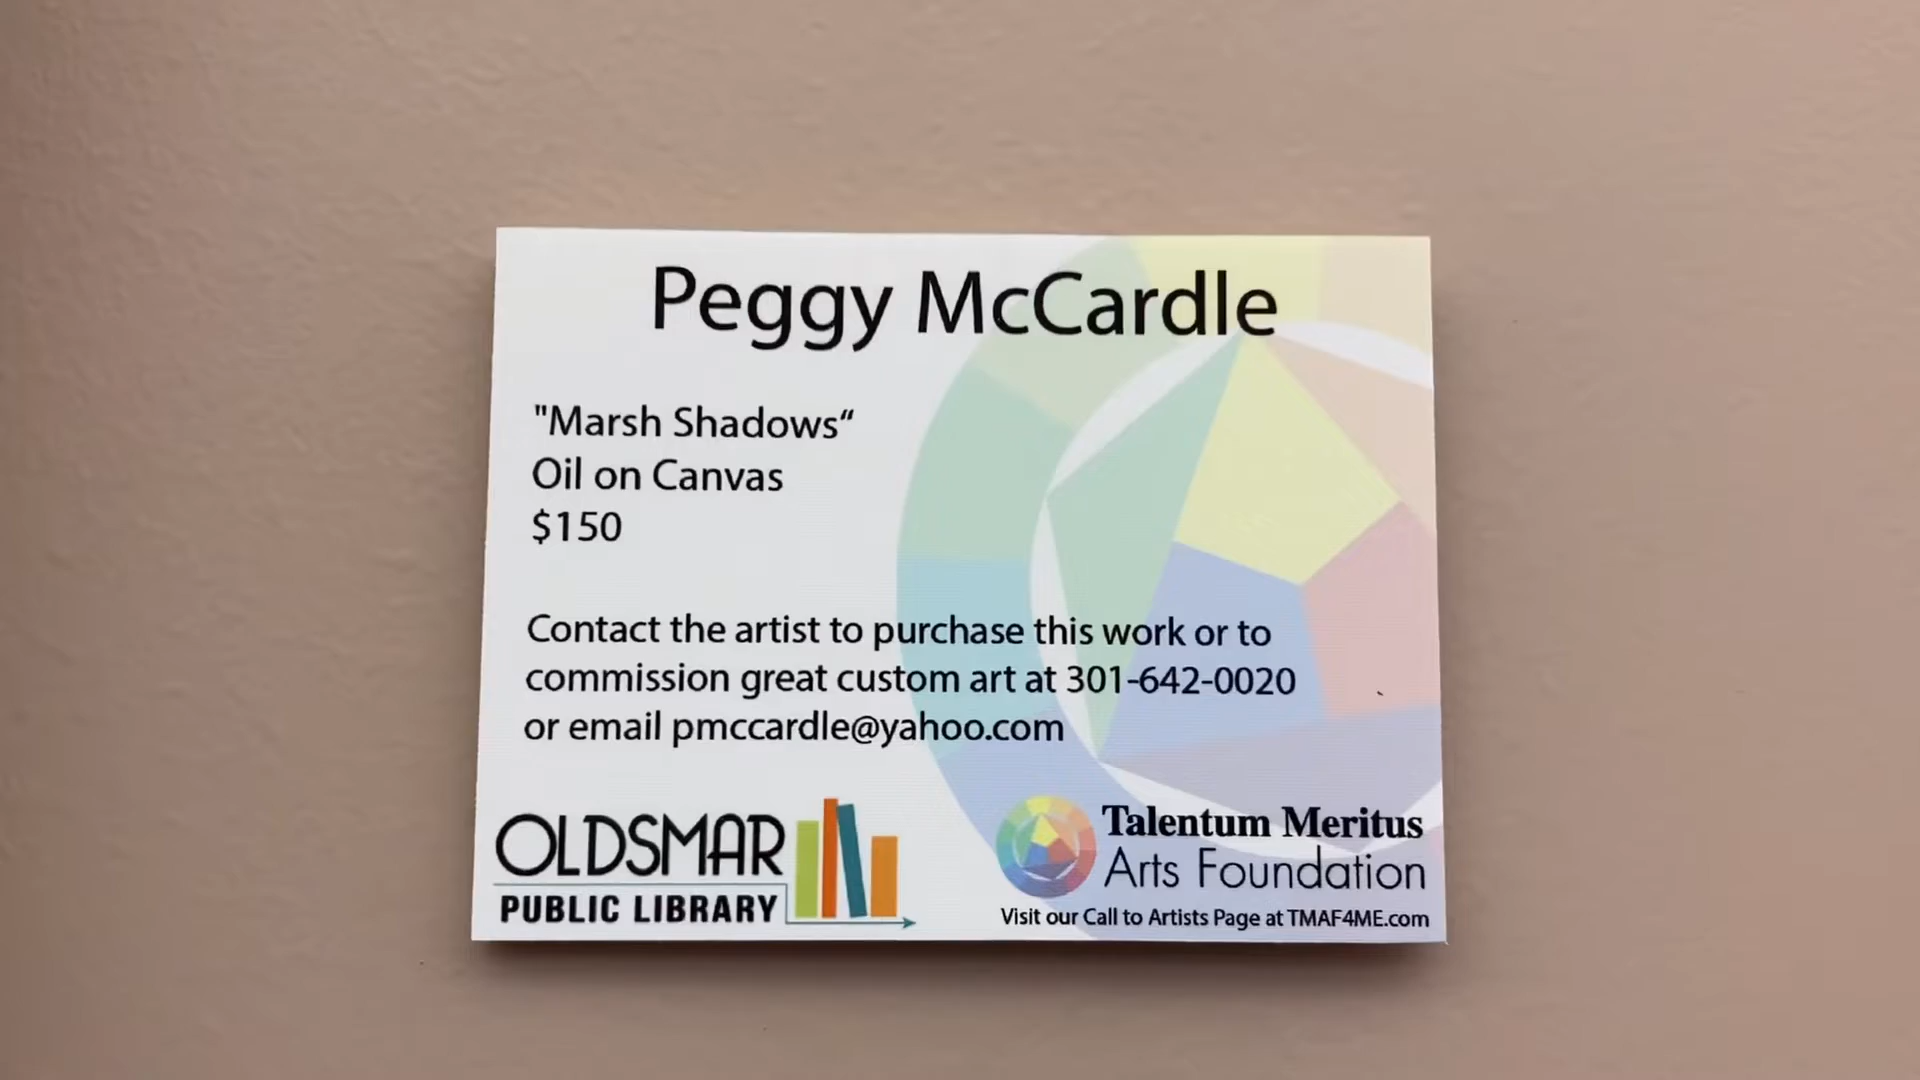 Peggy McCardle
"Marsh Shadows“
Oil on Canvas
$150
Contact the artist to purchase this work or to
commission great custom art at 301-642-0020
or email pmccardle@yahoo.com
OLDSMAR
PUBLIC LIBRARY
Talentum Meritus
Arts Foundation
Visit our Call to Artists Page at TMAF4ME.com